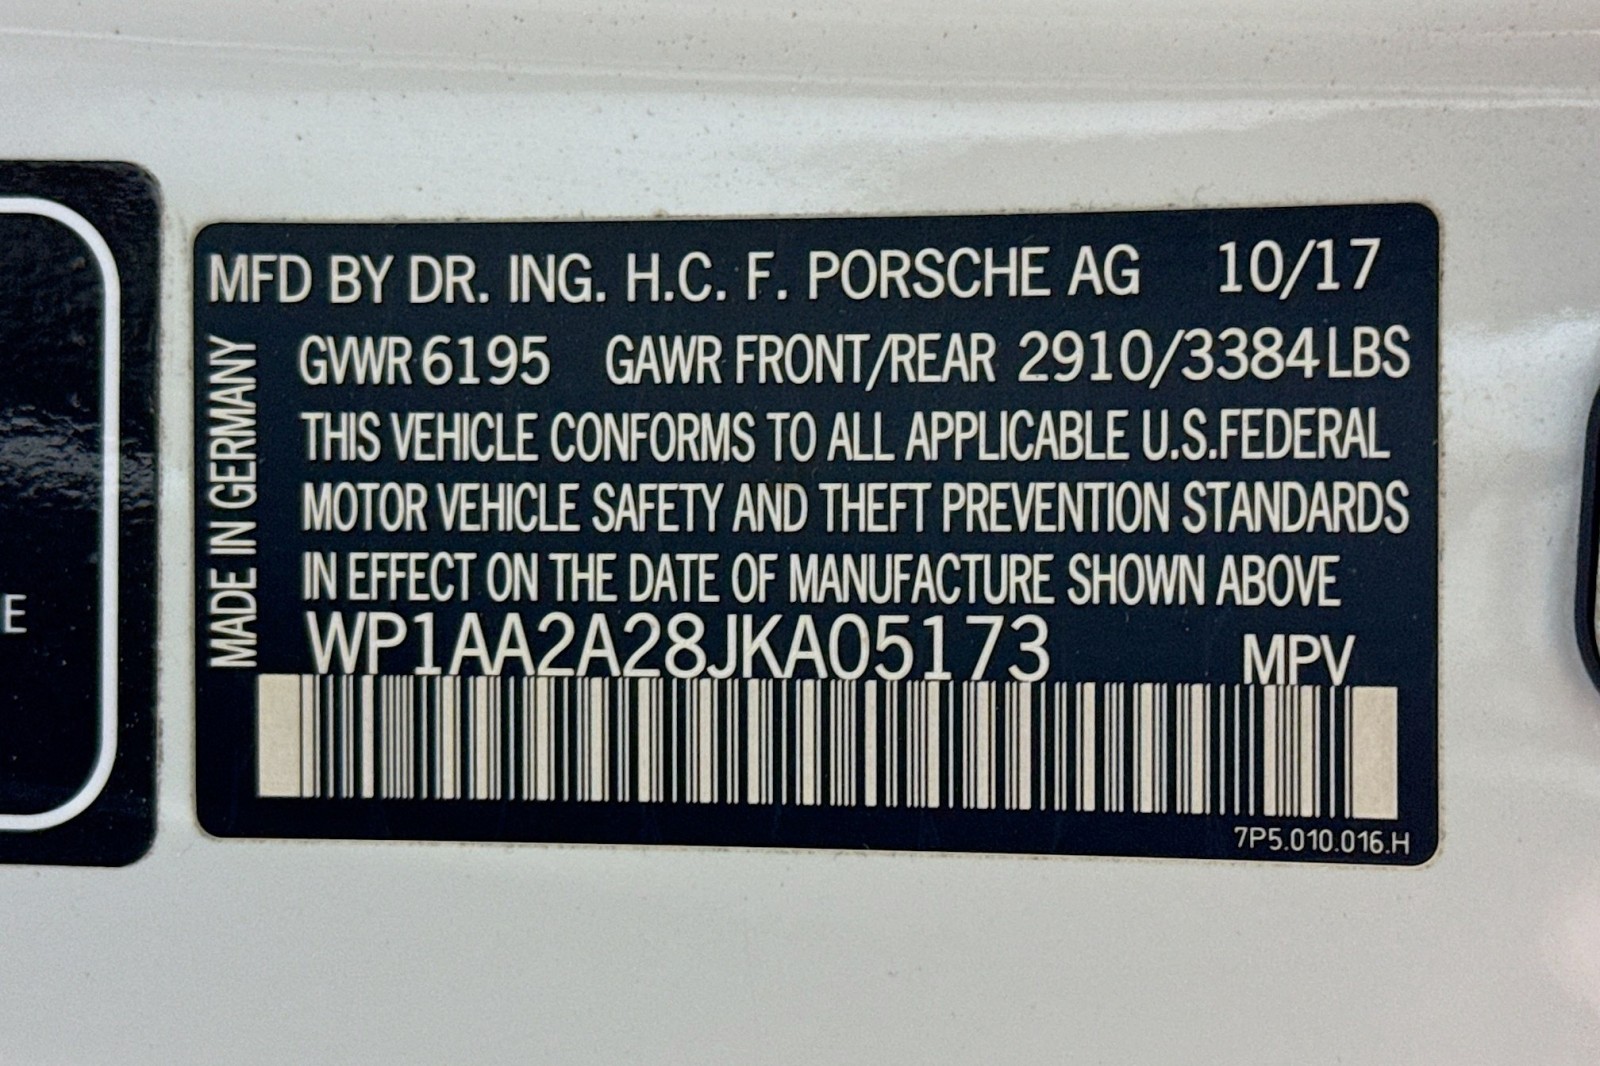 MFD BY DR. ING. H.C. F. PORSCHE AG 10/17
GVWR 6195 GAWR FRONT/REAR 2910/3384LBS
THIS VEHICLE CONFORMS TO ALL APPLICABLE U.S.FEDERAL
MOTOR VEHICLE SAFETY AND THEFT PREVENTION STANDARDS
IN EFFECT ON THE DATE OF MANUFACTURE SHOWN ABOVE
WP1AA2A28JKA05173 MPV
MADE IN GERMANY
7P5.010.016.H
E